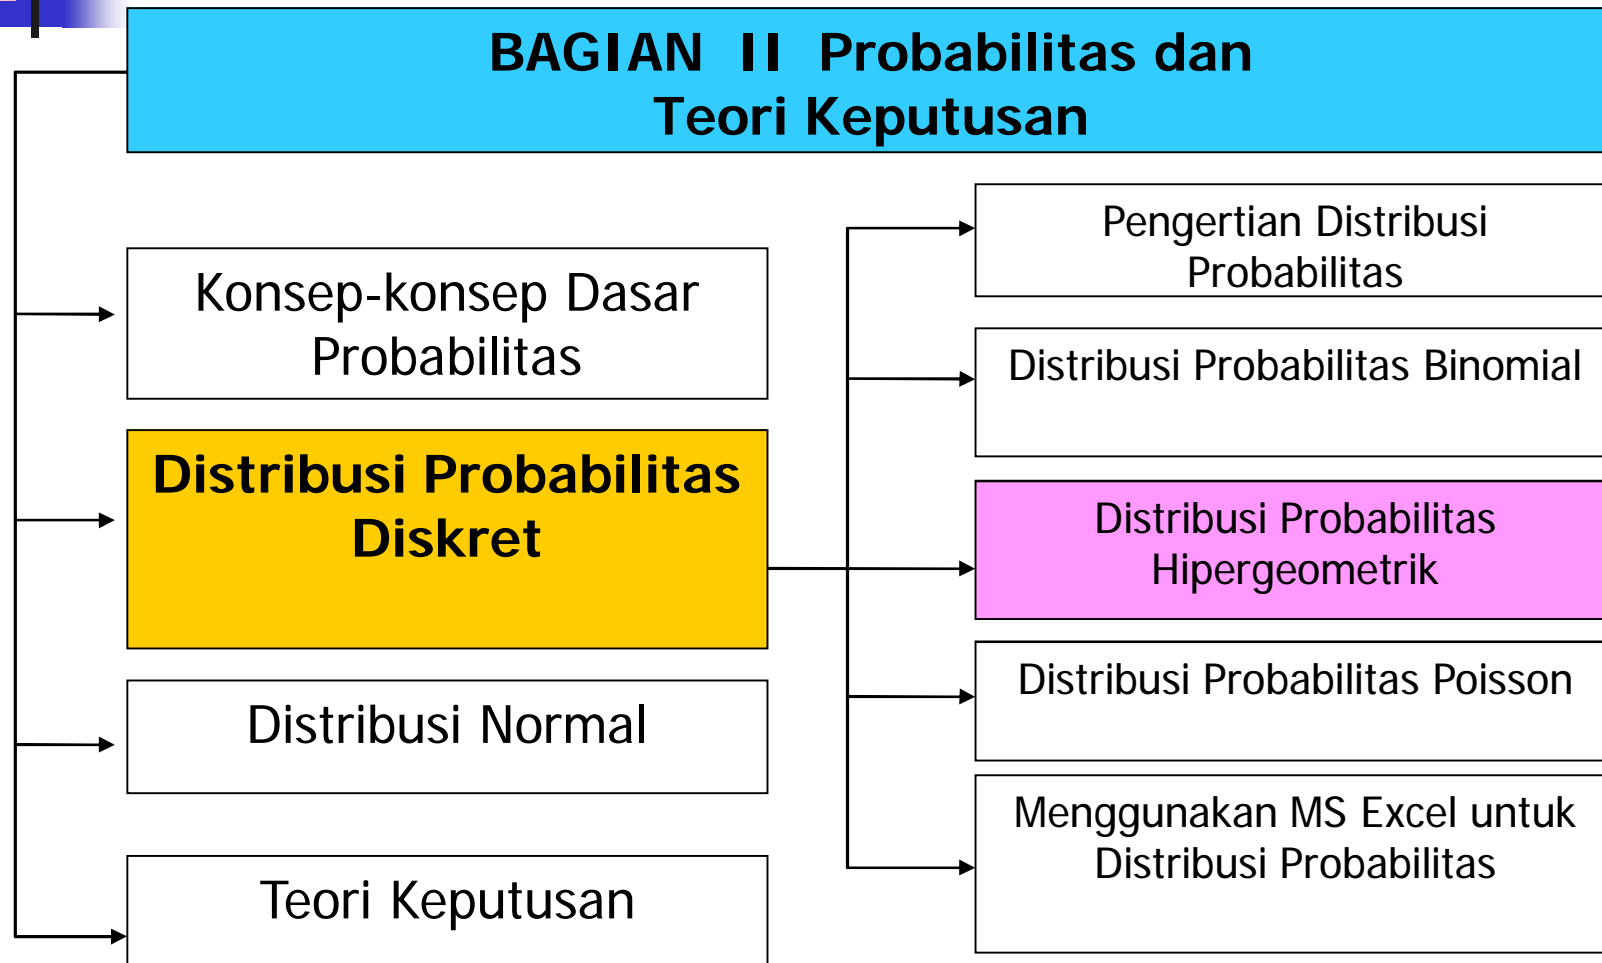 BAGIAN II Probabilitas dan
Teori Keputusan
Konsep-konsep Dasar
Probabilitas
Distribusi Probabilitas
Diskret
Distribusi Normal
Teori Keputusan
Pengertian Distribusi
Probabilitas
Distribusi Probabilitas Binomial
Distribusi Probabilitas
Hipergeometrik
Distribusi Probabilitas Poisson
Menggunakan MS Excel untuk
Distribusi Probabilitas